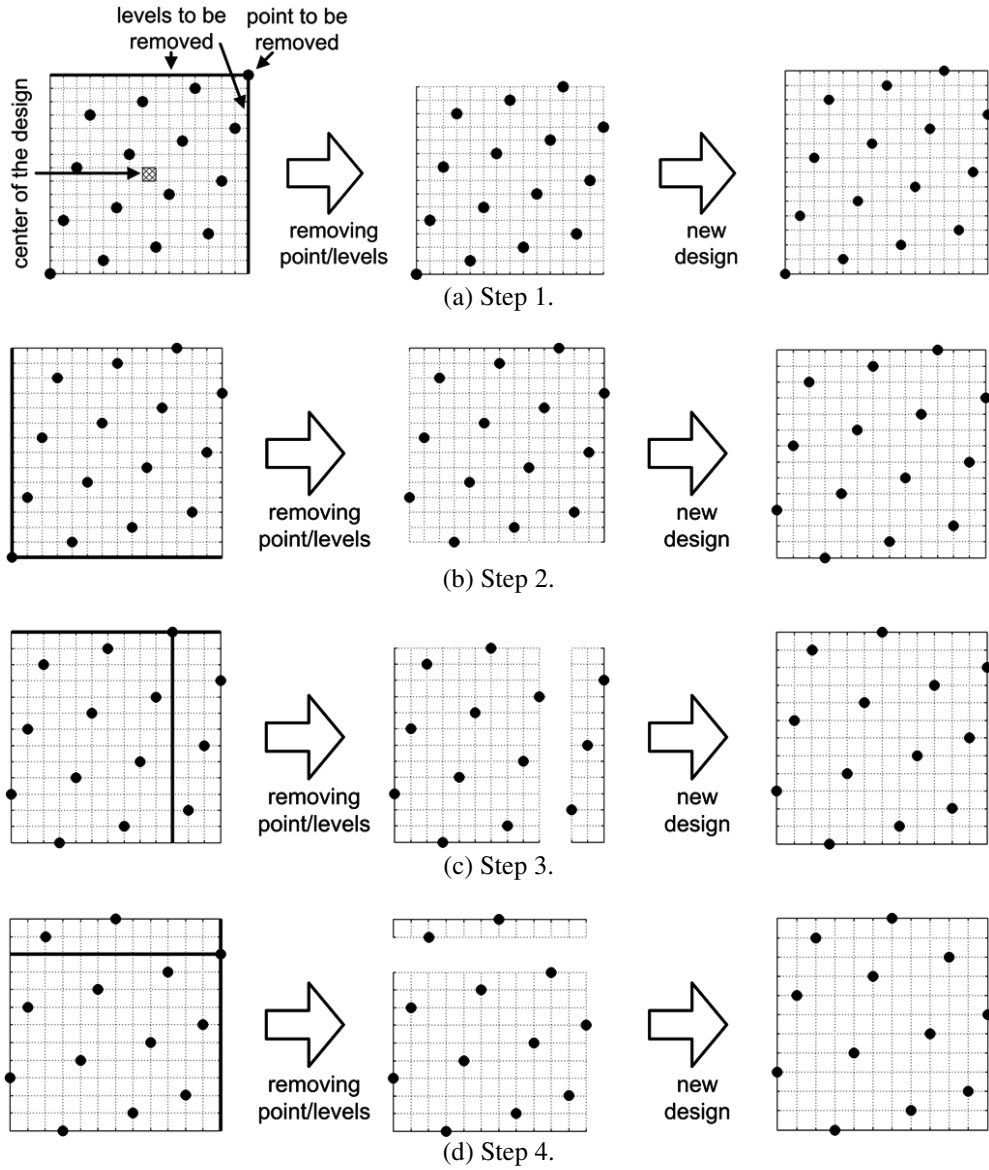 levels to be
removed
point to be
removed
center of the design
removing
point/levels
new
design
(a) Step 1.
removing
point/levels
new
design
(b) Step 2.
removing
point/levels
new
design
(c) Step 3.
removing
point/levels
new
design
(d) Step 4.